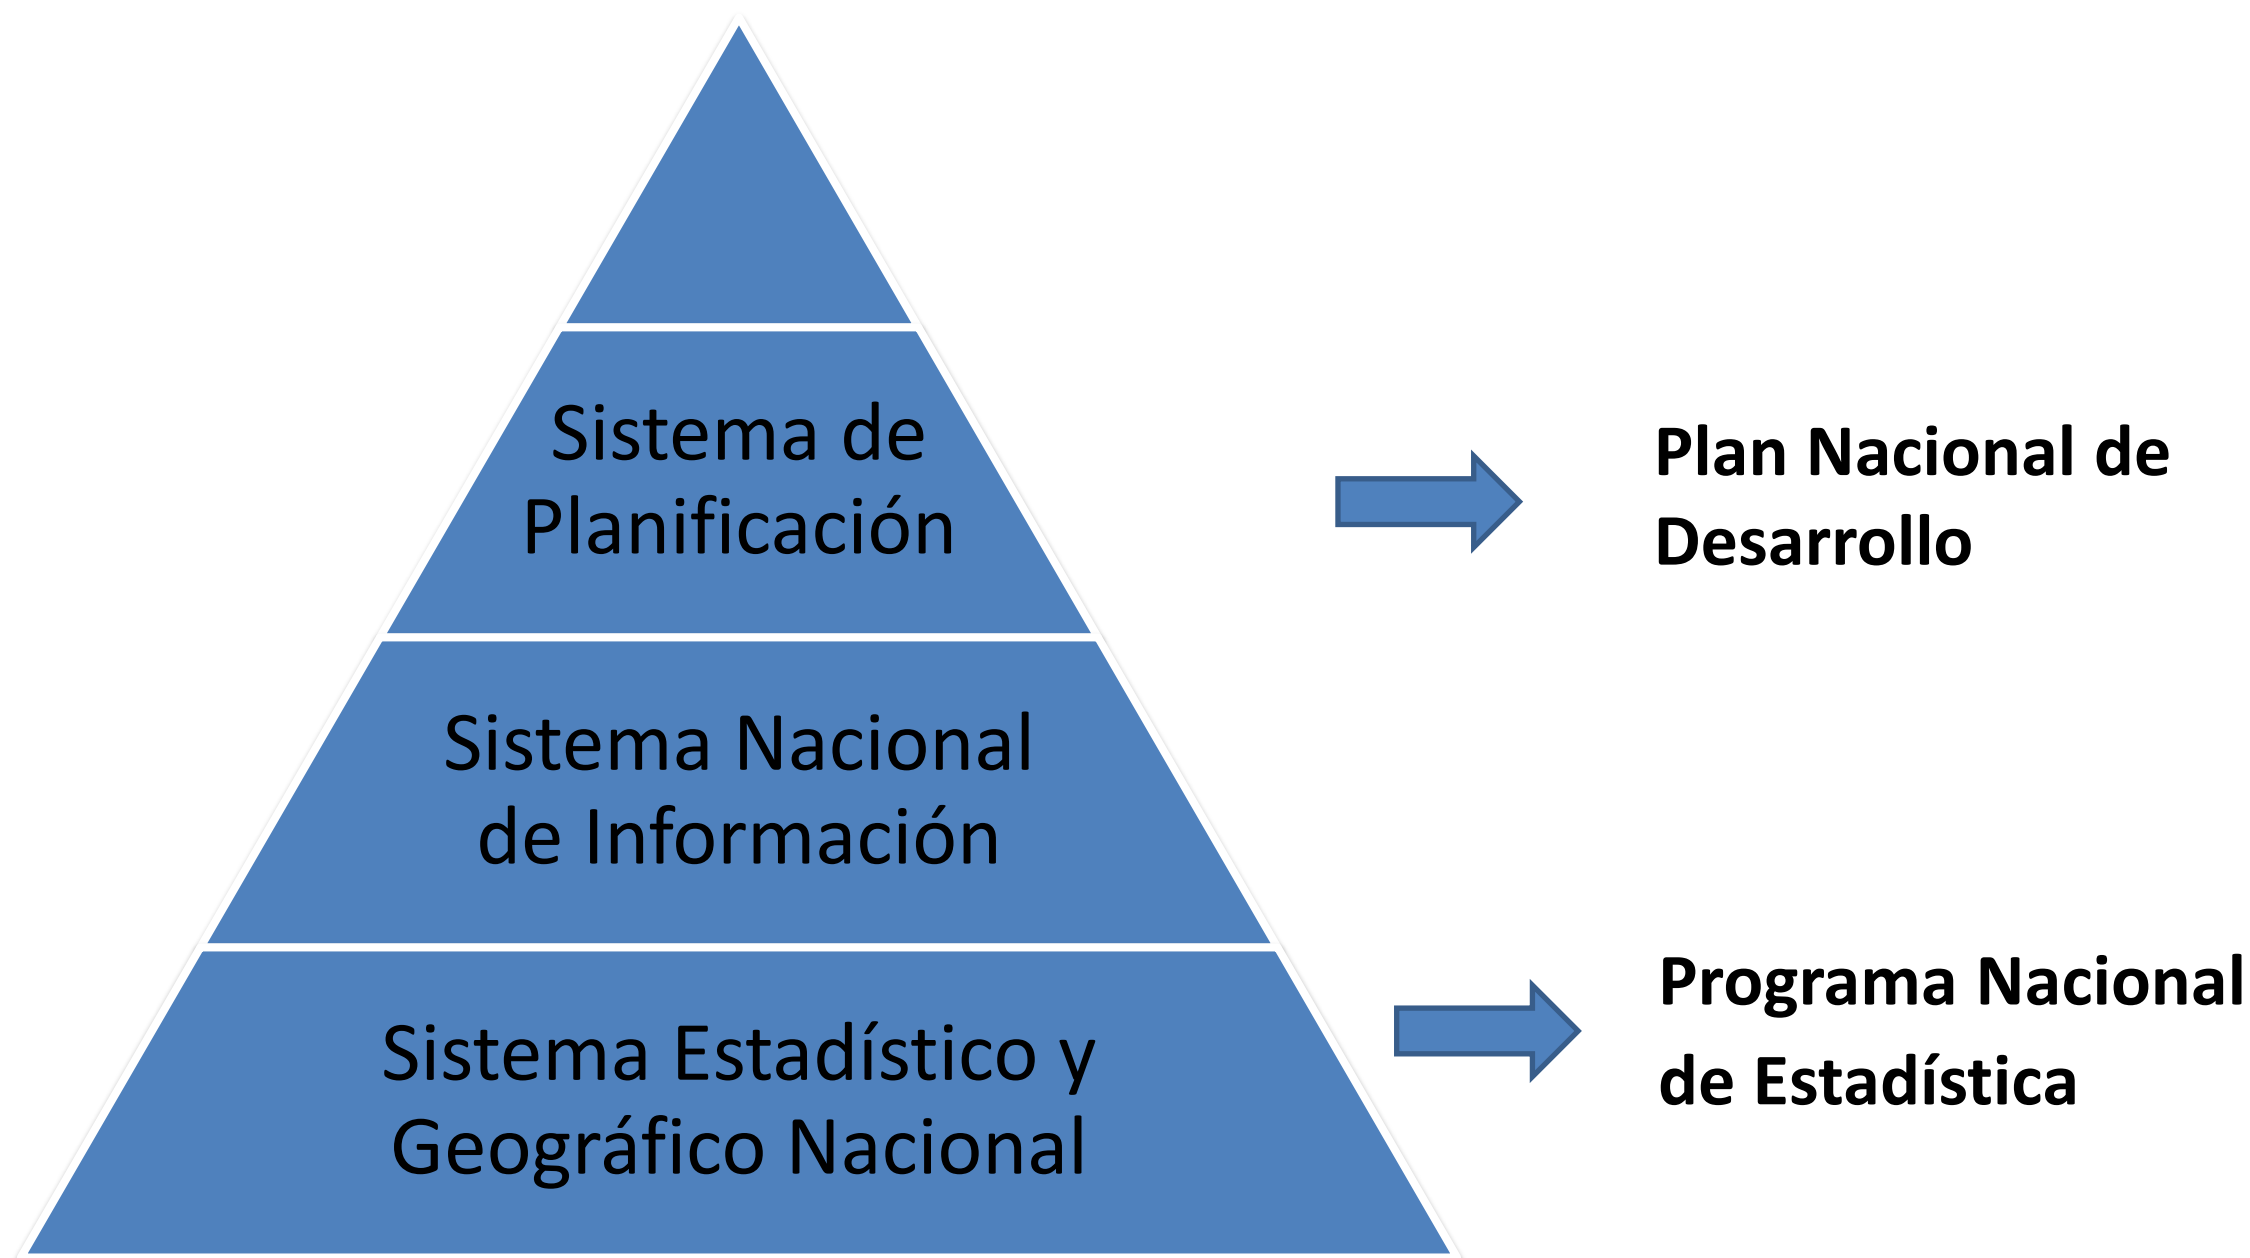 Sistema de
Planificación
Plan Nacional de
Desarrollo
Sistema Nacional
de Información
Sistema Estadístico y
Geográfico Nacional
Programa Nacional
de Estadística